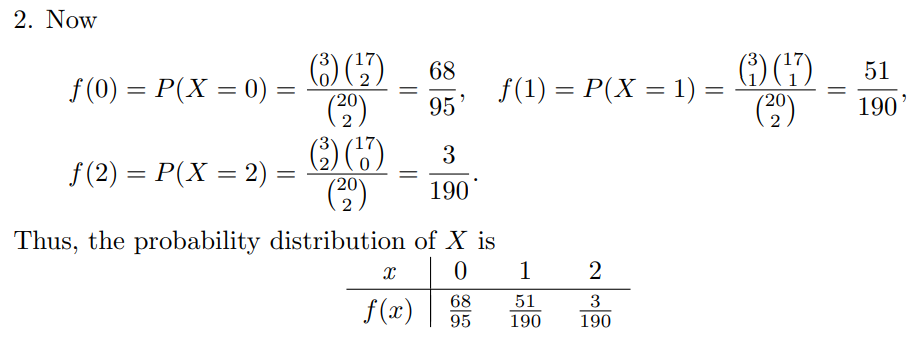 2. Now
f(0) = P(X = 0) = \frac{\binom{3}{0}\binom{17}{2}}{\binom{20}{2}} = \frac{68}{95}, f(1) = P(X = 1) = \frac{\binom{3}{1}\binom{17}{1}}{\binom{20}{2}} = \frac{51}{190},
f(2) = P(X = 2) = \frac{\binom{3}{2}\binom{17}{0}}{\binom{20}{2}} = \frac{3}{190}.
Thus, the probability distribution of X is
x 0 1 2
f(x) \frac{68}{95} \frac{51}{190} \frac{3}{190}